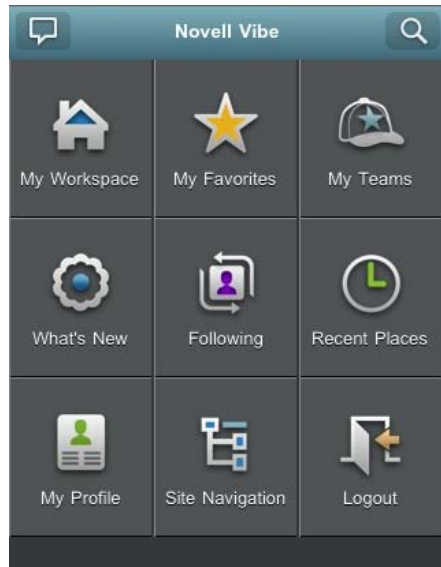 Novell Vibe
My Workspace
My Favorites
My Teams
What's New
Following
Recent Places
My Profile
Site Navigation
Logout